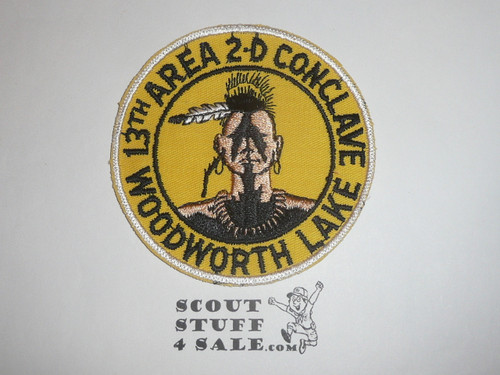 13TH AREA 2-D CONCLAVE
WOODWORTH LAKE
SCOUT
STUFF
4 SALE.com